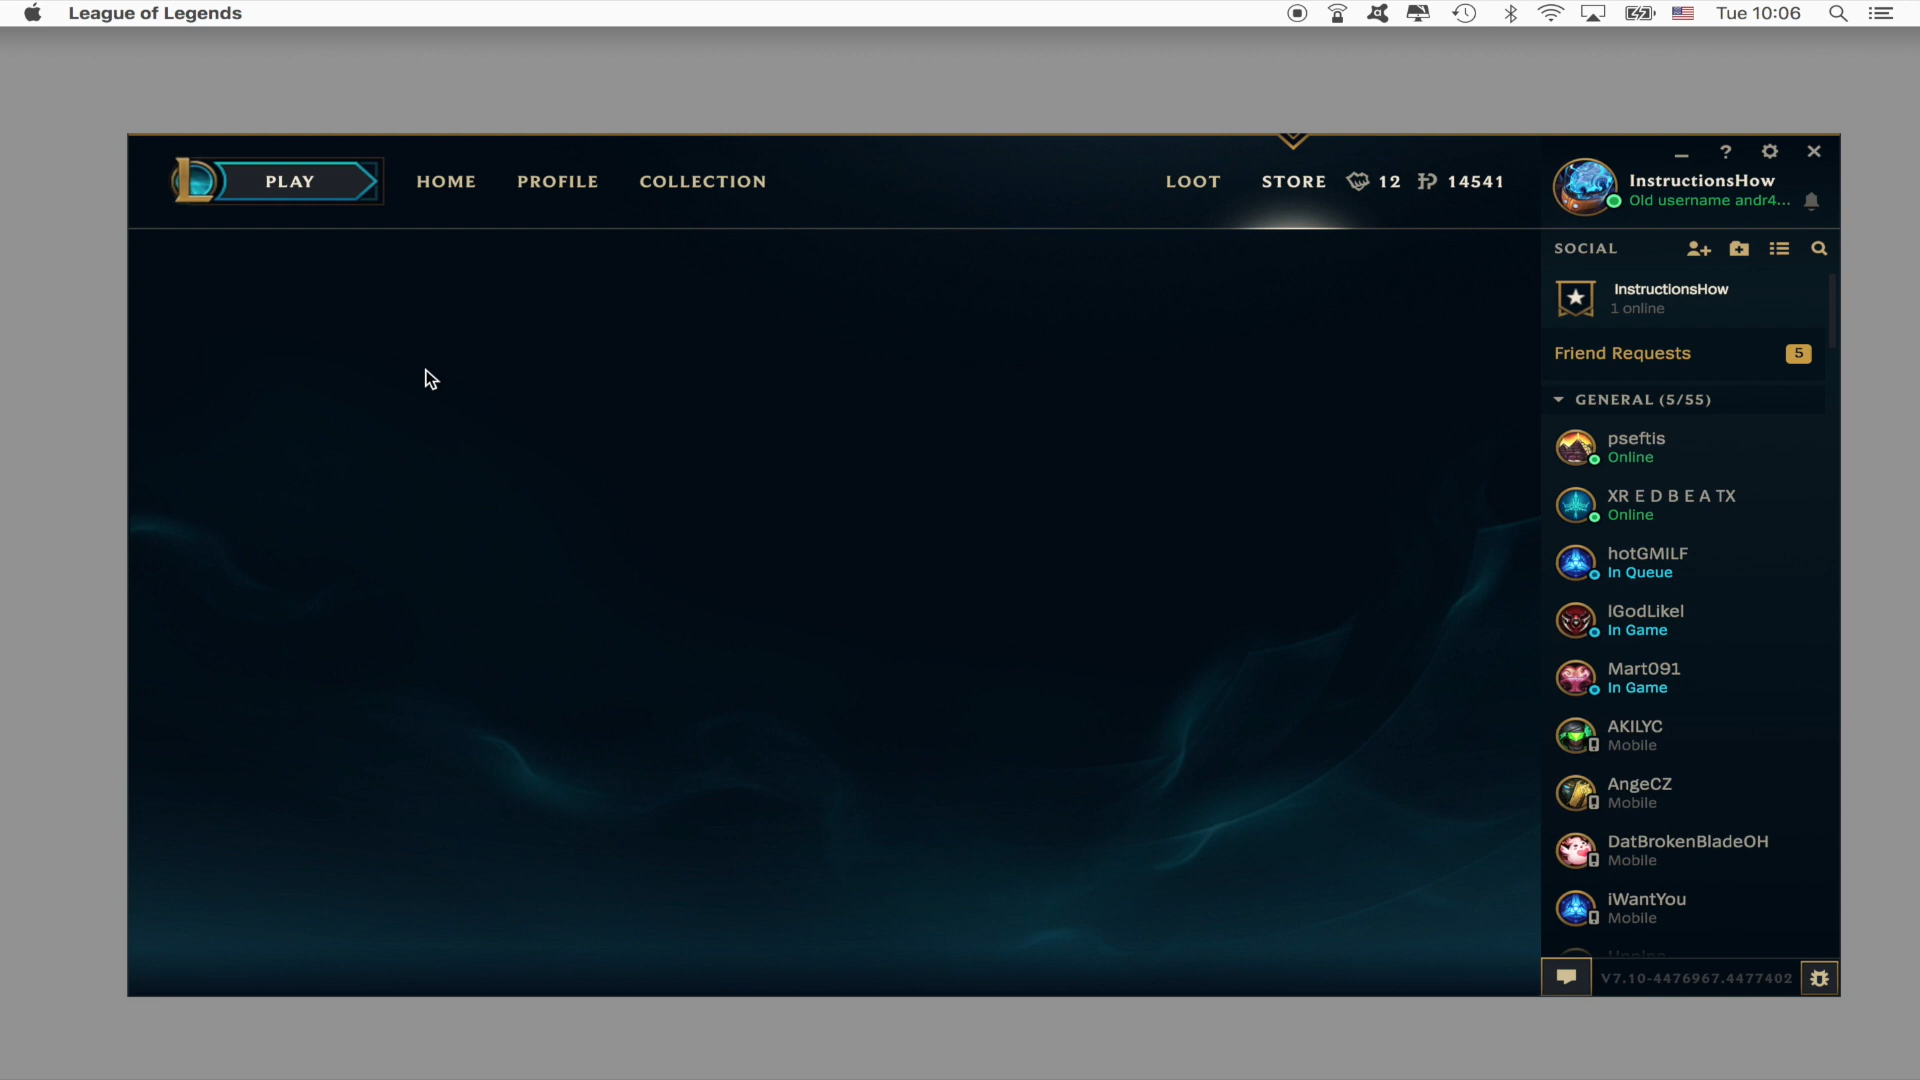 League of Legends
Tue 10:06
PLAY
HOME
PROFILE
COLLECTION
LOOT
STORE
12
14541
?
InstructionsHow
Old username andr4...
SOCIAL
InstructionsHow
1 online
Friend Requests
5
GENERAL (5/55)
pseftis
Online
XR E D B E A TX
Online
hotGMILF
In Queue
IGodLikeI
In Game
Mart091
In Game
AKILYC
Mobile
AngeCZ
Mobile
DatBrokenBladeOH
Mobile
iWantYou
Mobile
V7.10-4476967.4477402